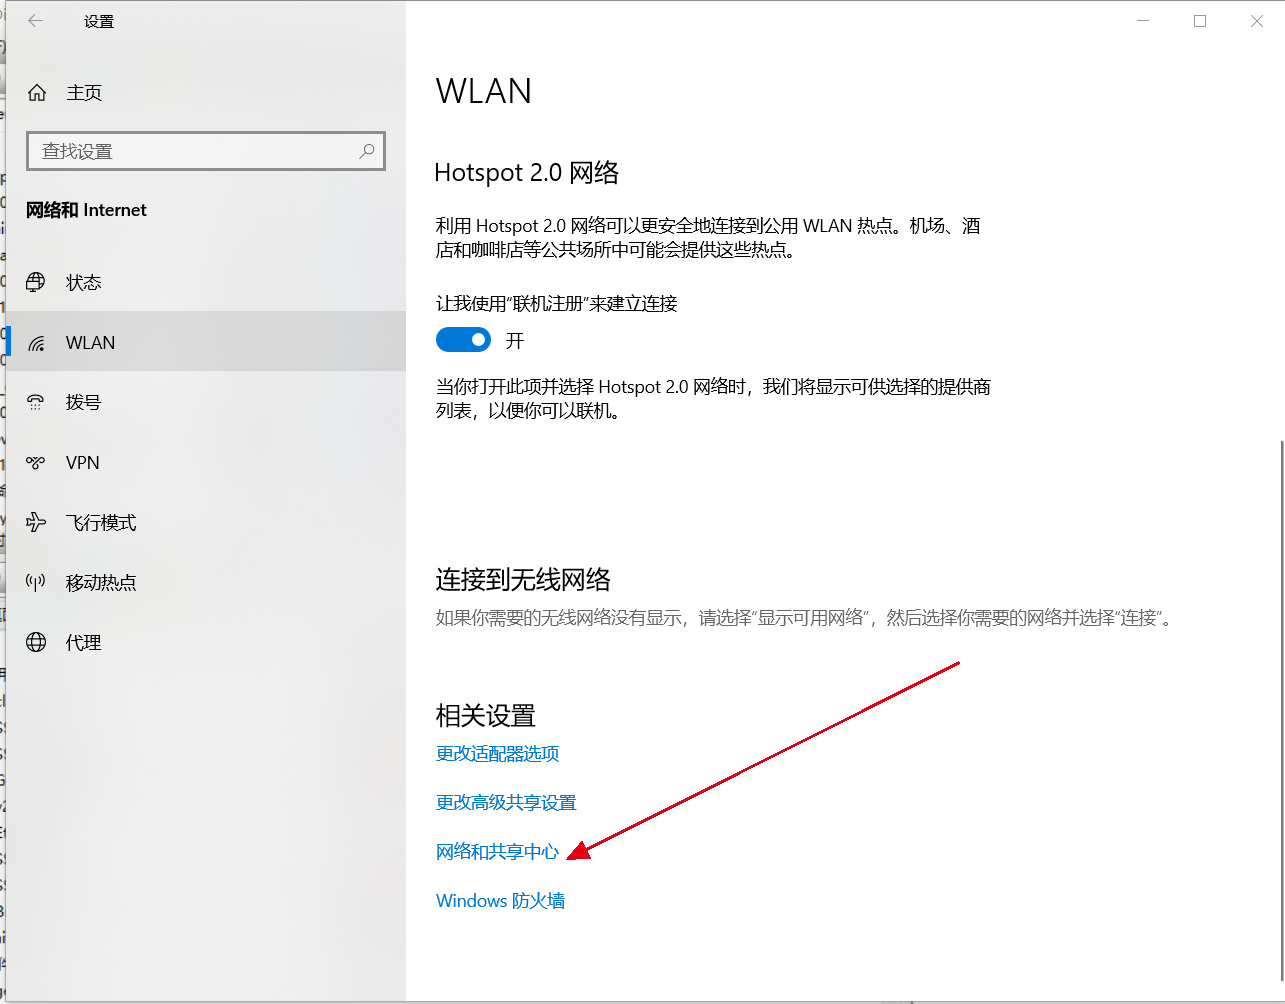 设置
主页
查找设置
网络和 Internet
状态
WLAN
拨号
VPN
飞行模式
移动热点
代理
WLAN
Hotspot 2.0 网络
利用 Hotspot 2.0 网络可以更安全地连接到公用 WLAN 热点。机场、酒
店和咖啡店等公共场所中可能会提供这些热点。
让我使用“联机注册”来建立连接
开
当你打开此项并选择 Hotspot 2.0 网络时，我们将显示可供选择的提供商
列表，以便你可以联机。
连接到无线网络
如果你需要的无线网络没有显示，请选择“显示可用网络”，然后选择你需要的网络并选择“连接”。
相关设置
更改适配器选项
更改高级共享设置
网络和共享中心
Windows 防火墙